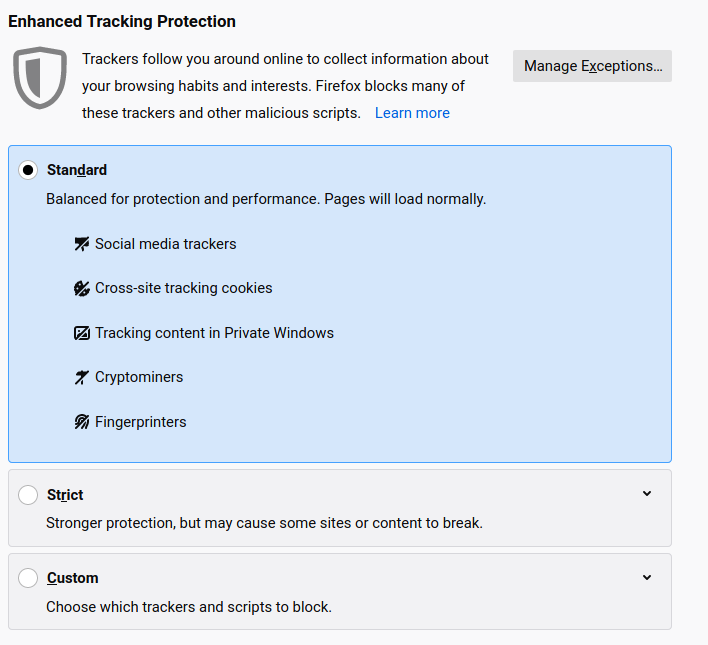 Enhanced Tracking Protection
Trackers follow you around online to collect information about
your browsing habits and interests. Firefox blocks many of
these trackers and other malicious scripts. Learn more
Manage Exceptions...
Standard
Balanced for protection and performance. Pages will load normally.
Social media trackers
Cross-site tracking cookies
Tracking content in Private Windows
Cryptominers
Fingerprinters
Strict
Stronger protection, but may cause some sites or content to break.
Custom
Choose which trackers and scripts to block.